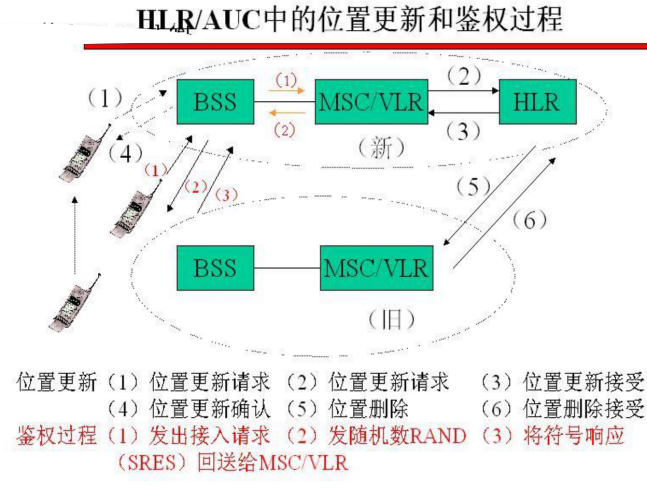 HLR/AUC中的位置更新和鉴权过程
(1)
BSS
(1)
(2)
MSC/VLR
(2)
(3)
HLR
(新)
(4)
(1)
(2)
(3)
(5)
(6)
BSS
MSC/VLR
(旧)
位置更新(1)位置更新请求(2)位置更新请求 (3)位置更新接受
(4)位置更新确认(5)位置删除 (6)位置删除接受
鉴权过程(1)发出接入请求(2)发随机数RAND(3)将符号响应
(SRES)回送给MSC/VLR